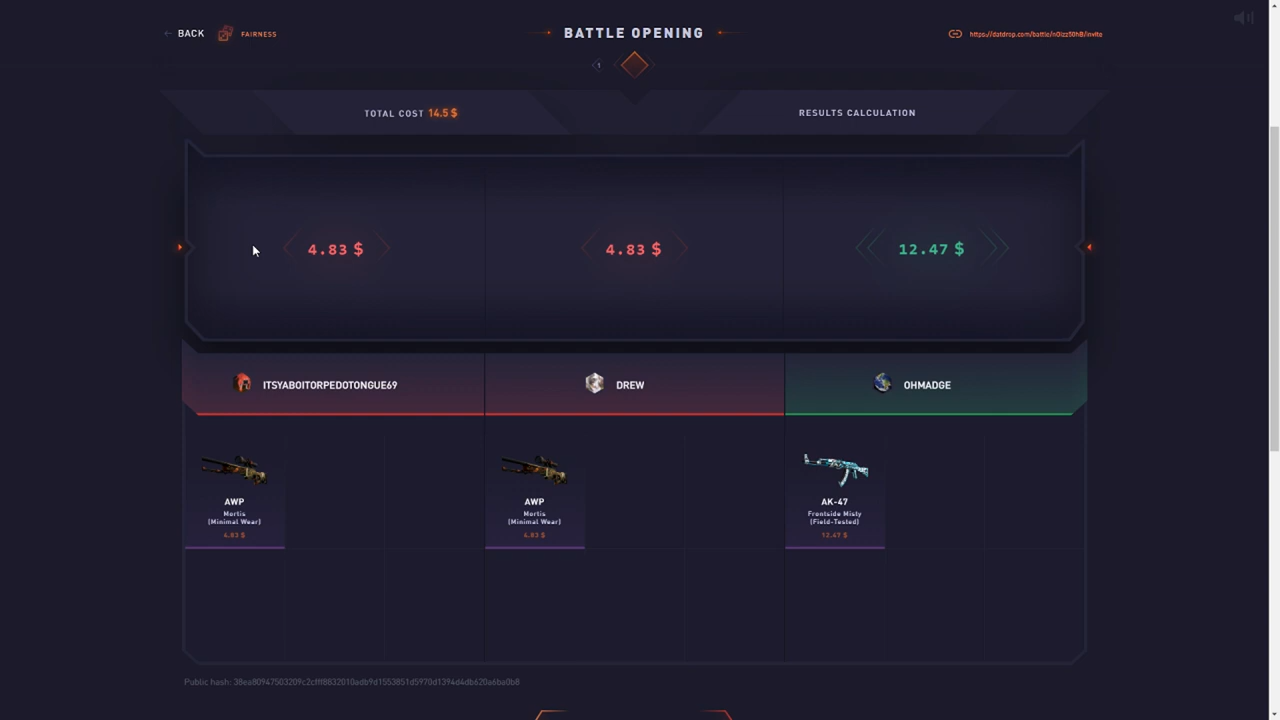 BACK
FAIRNESS
BATTLE OPENING
1
TOTAL COST 14.5 $
RESULTS CALCULATION
4.83 $
4.83 $
12.47 $
ITSYABOITORPEDOTONGUE69
DREW
OHMADGE
AWP
Mortis
(Minimal Wear)
4.83 $
AWP
Mortis
(Minimal Wear)
4.83 $
AK-47
Frontside Misty
(Field-Tested)
12.47 $